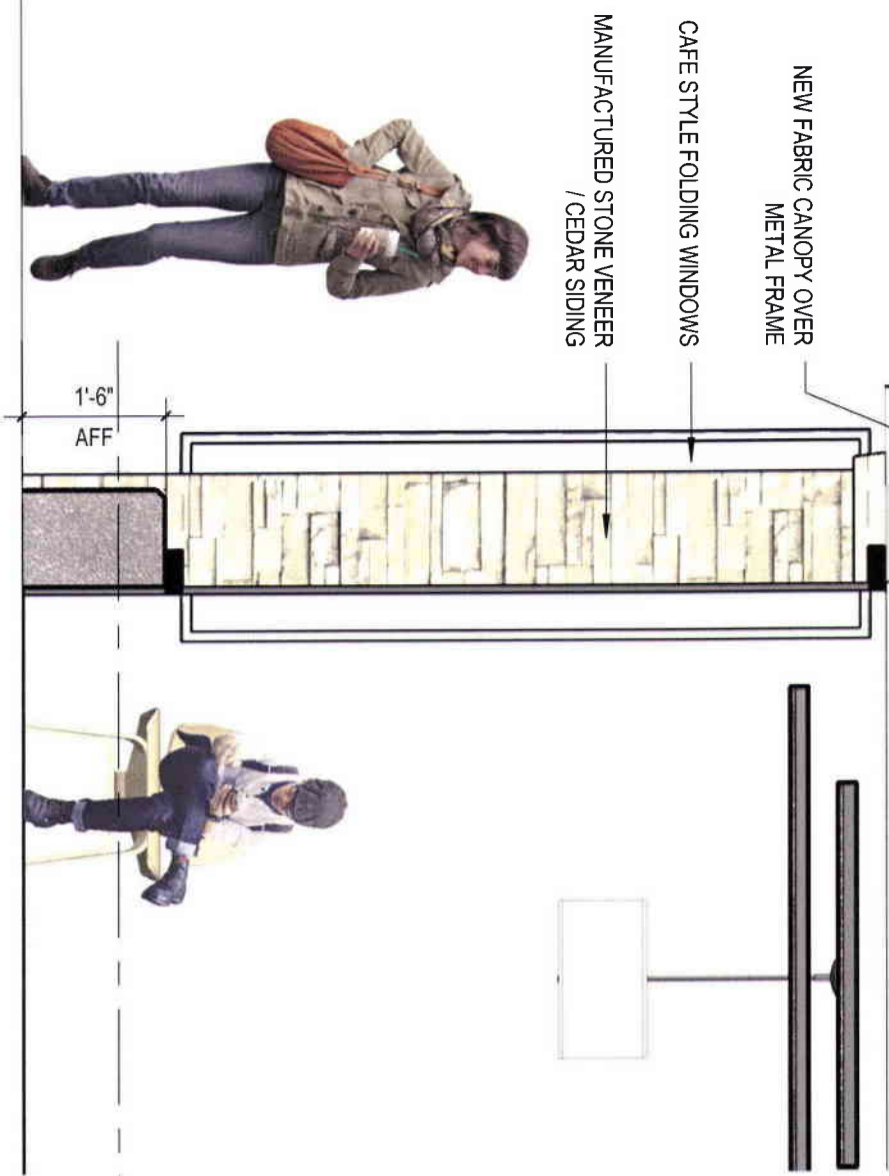 NEW FABRIC CANOPY OVER
METAL FRAME
CAFE STYLE FOLDING WINDOWS
MANUFACTURED STONE VENEER
/ CEDAR SIDING
1'-6"
AFF